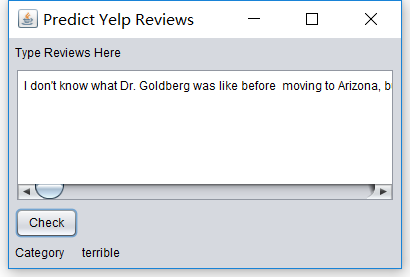 Predict Yelp Reviews
Type Reviews Here
I don't know what Dr. Goldberg was like before  moving to Arizona, b
Check
Category terrible